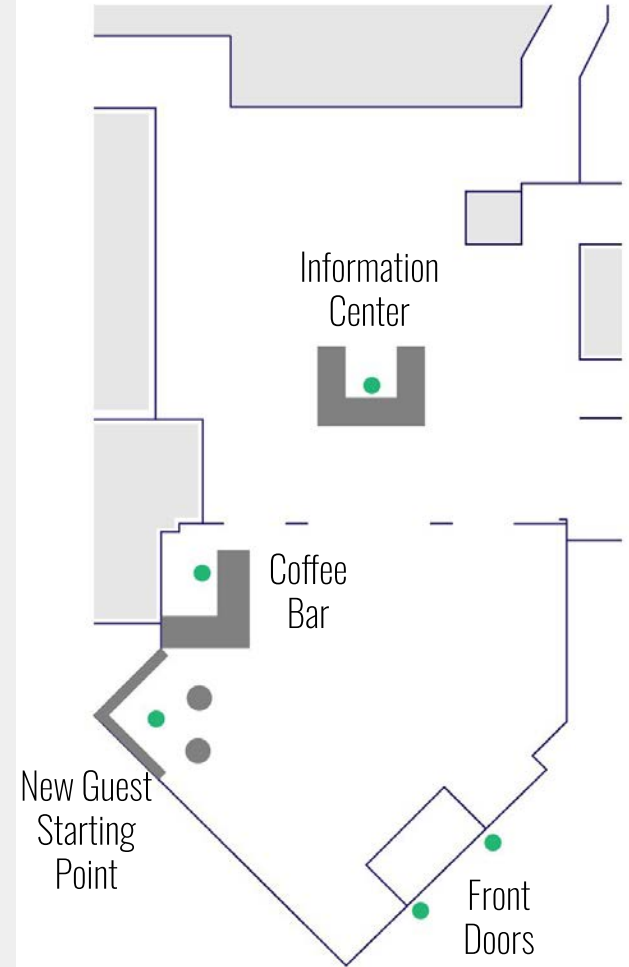 Information
Center
Coffee
Bar
New Guest
Starting
Point
Front
Doors